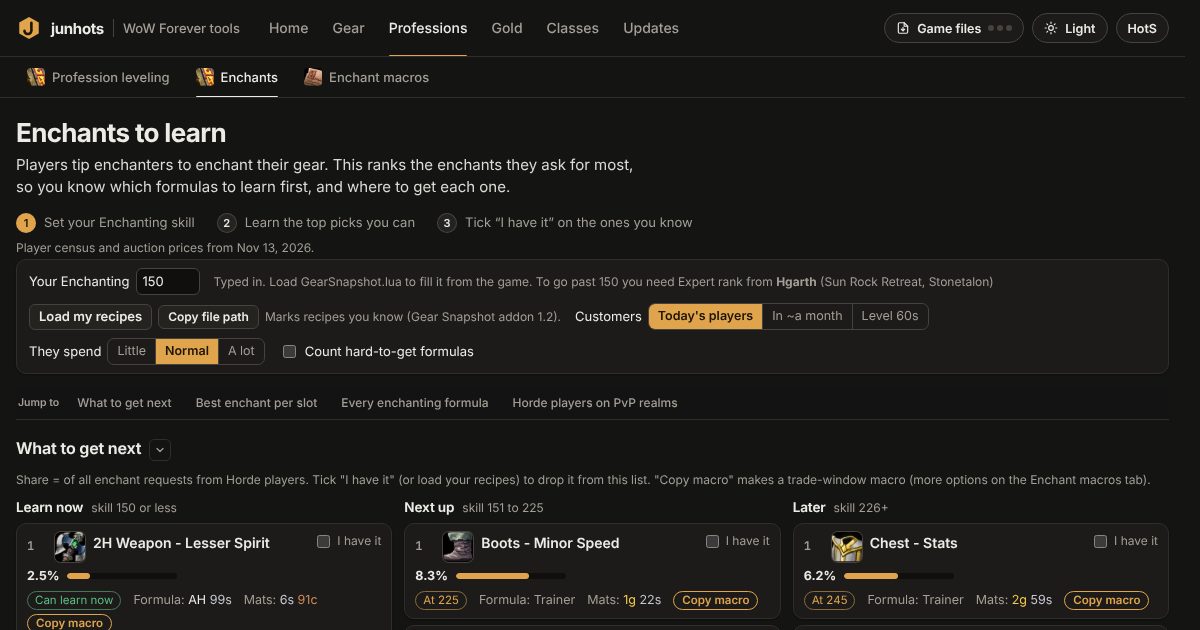 junhots WoW Forever tools Home Gear Professions Gold Classes Updates Game files Light HotS
Profession leveling Enchants Enchant macros
Enchants to learn
Players tip enchanters to enchant their gear. This ranks the enchants they ask for most,
so you know which formulas to learn first, and where to get each one.
1 Set your Enchanting skill 2 Learn the top picks you can 3 Tick “I have it” on the ones you know
Player census and auction prices from Nov 13, 2026.
Your Enchanting 150 Typed in. Load GearSnapshot.lua to fill it from the game. To go past 150 you need Expert rank from Hgarth (Sun Rock Retreat, Stonetalon)
Load my recipes Copy file path Marks recipes you know (Gear Snapshot addon 1.2). Customers Today's players In ~a month Level 60s
They spend Little Normal A lot Count hard-to-get formulas
Jump to What to get next Best enchant per slot Every enchanting formula Horde players on PvP realms
What to get next
Share = of all enchant requests from Horde players. Tick "I have it" (or load your recipes) to drop it from this list. "Copy macro" makes a trade-window macro (more options on the Enchant macros tab).
Learn now skill 150 or less
1 2H Weapon - Lesser Spirit I have it
2.5%
Can learn now Formula: AH 99s Mats: 6s 91c
Copy macro
Next up skill 151 to 225
1 Boots - Minor Speed I have it
8.3%
At 225 Formula: Trainer Mats: 1g 22s Copy macro
Later skill 226+
1 Chest - Stats I have it
6.2%
At 245 Formula: Trainer Mats: 2g 59s Copy macro